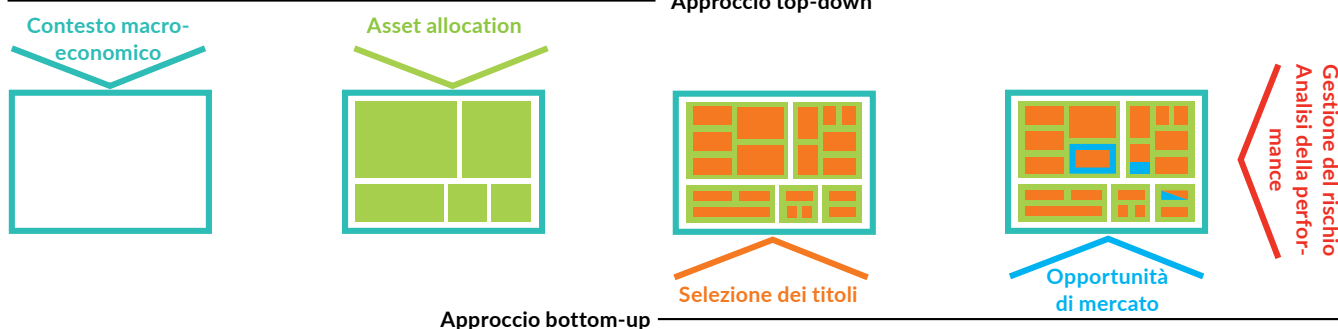 Approccio top-down
Contesto macro-
economico
Asset allocation
Gestione del rischio
Analisi della perfor-
mance
Selezione dei titoli
Opportunità
di mercato
Approccio bottom-up